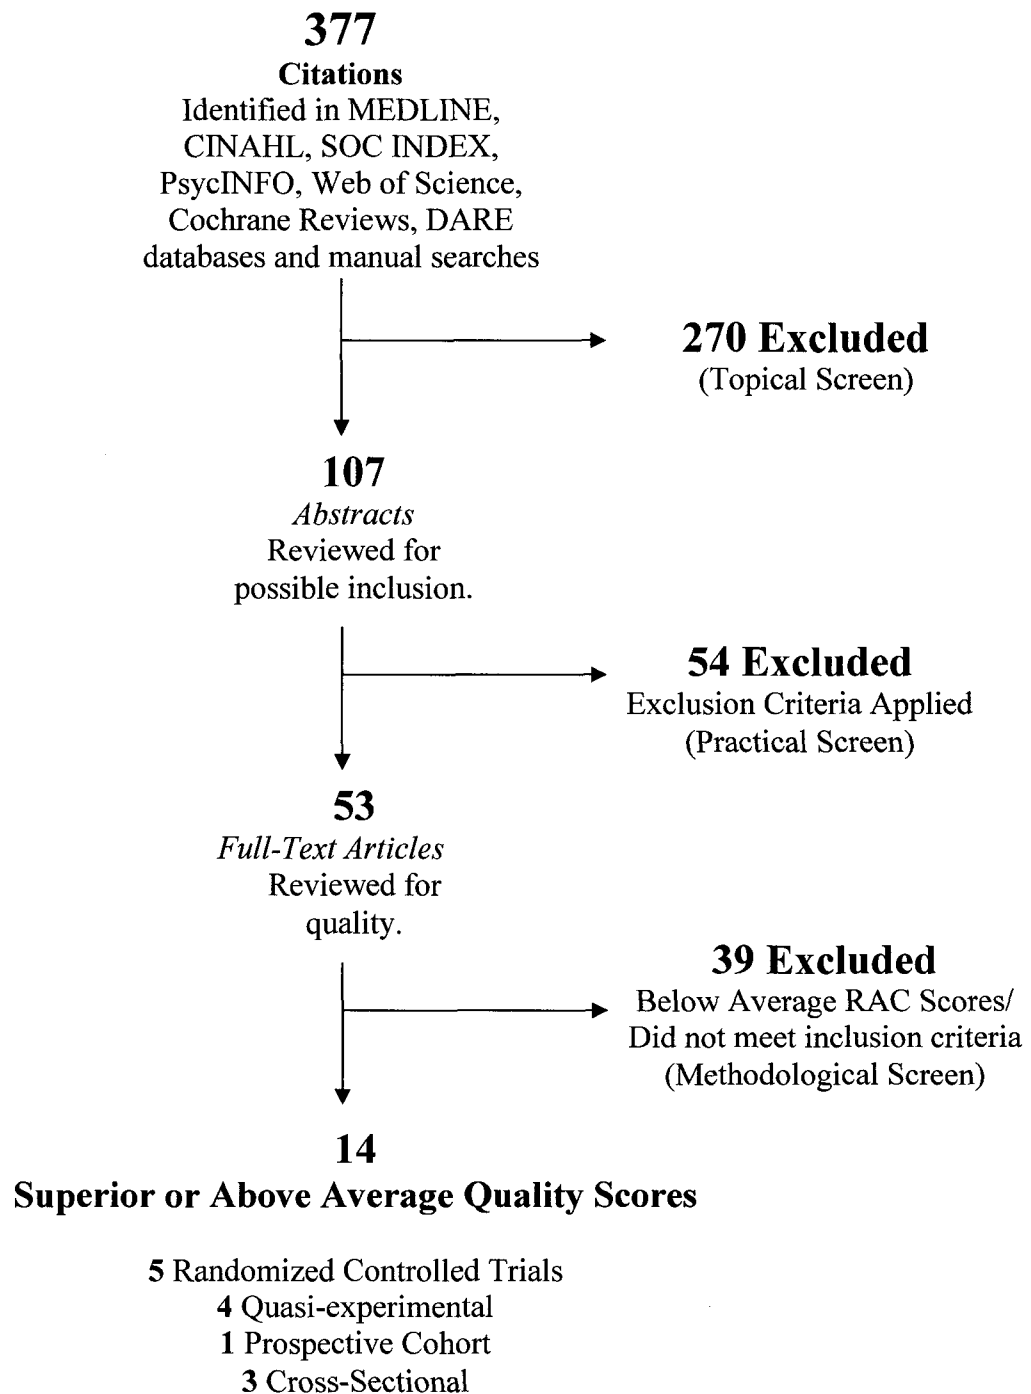 377
Citations
Identified in MEDLINE,
CINAHL, SOC INDEX,
PsycINFO, Web of Science,
Cochrane Reviews, DARE
databases and manual searches
270 Excluded
(Topical Screen)
107
Abstracts
Reviewed for
possible inclusion.
54 Excluded
Exclusion Criteria Applied
(Practical Screen)
53
Full-Text Articles
Reviewed for
quality.
39 Excluded
Below Average RAC Scores/
Did not meet inclusion criteria
(Methodological Screen)
14
Superior or Above Average Quality Scores
5 Randomized Controlled Trials
4 Quasi-experimental
1 Prospective Cohort
3 Cross-Sectional